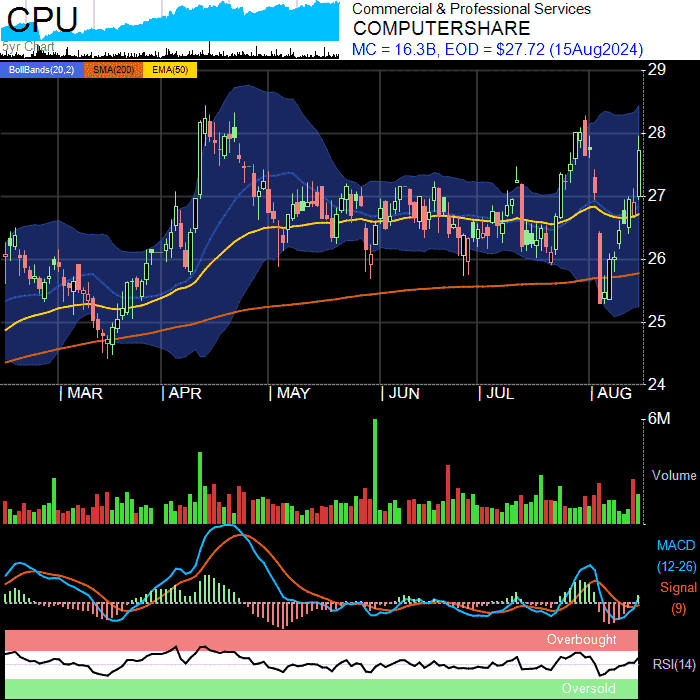 CPU
5yr Chart
Commercial & Professional Services
COMPUTERSHARE
MC = 16.3B, EOD = $27.72 (15Aug2024)
BollBands(20,2) SMA(200) EMA(50)
29
28
27
26
25
24
MAR APR MAY JUN JUL AUG
6M
Volume
MACD
(12-26)
Signal
(9)
Overbought
RSI(14)
Oversold